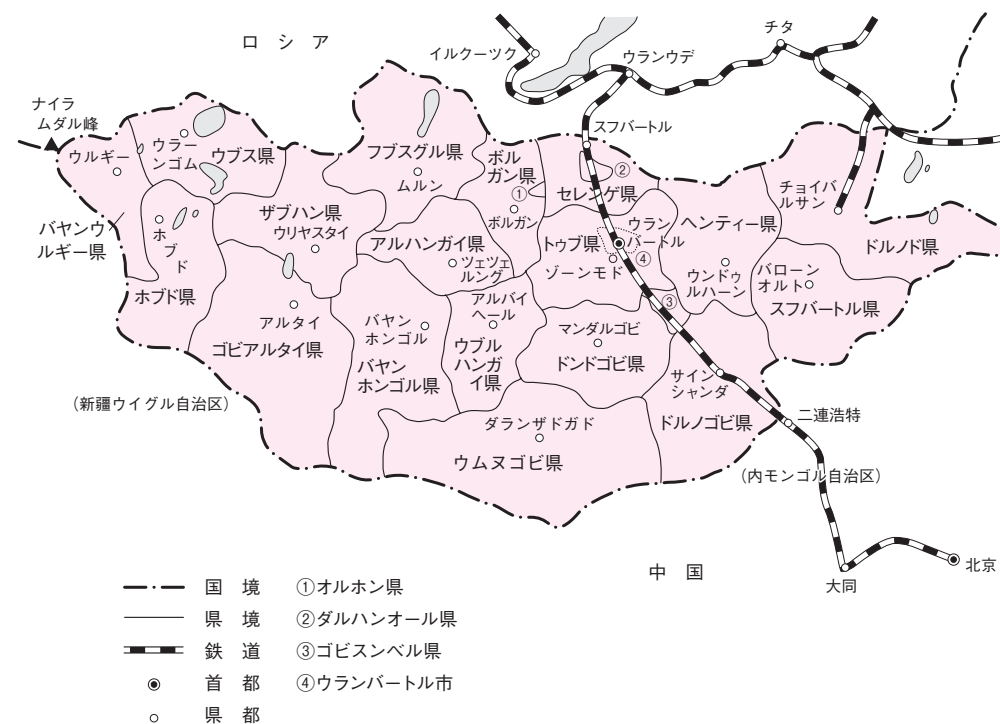 ロシア
チタ
イルクーツク
ウランウデ
ナイラ
ムダル峰
スフバートル
ウルギー
ウラー
ンゴム
ウブス県
フブスグル県
ムルン
ボル
ガン県
①
ボルガン
②
セレンゲ県
チョイバ
ルサン
バヤンウ
ルギー県
ホブ
ド
ホブド県
ザブハン県
ウリヤスタイ
アルハンガイ県
ツェツェ
ルング
トゥブ県
ウラン
バートル
④
ゾーンモド
ヘンティー県
ウンドゥ
ルハーン
バローン
オルト
ドルノド県
スフバートル県
アルタイ
ゴビアルタイ県
バヤン
ホンゴル
バヤン
ホンゴル県
アルバイ
ヘール
ウブル
ハンガ
イ県
③
マンダルゴビ
ドンドゴビ県
サイン
シャンダ
ドルノゴビ県
(新疆ウイグル自治区)
ダランザドガド
ウムヌゴビ県
二連浩特
(内モンゴル自治区)
中国
大同
北京
国境 ①オルホン県
県境 ②ダルハンオール県
鉄道 ③ゴビスンベル県
首都 ④ウランバートル市
県都